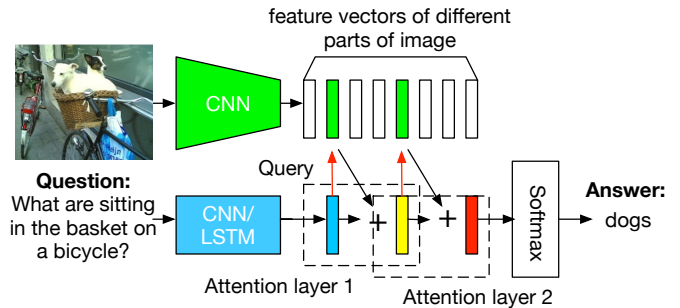 feature vectors of different
parts of image
CNN
Query
Question:
What are sitting
in the basket on
a bicycle?
CNN/
LSTM
+
+
Softmax
Answer:
dogs
Attention layer 1
Attention layer 2